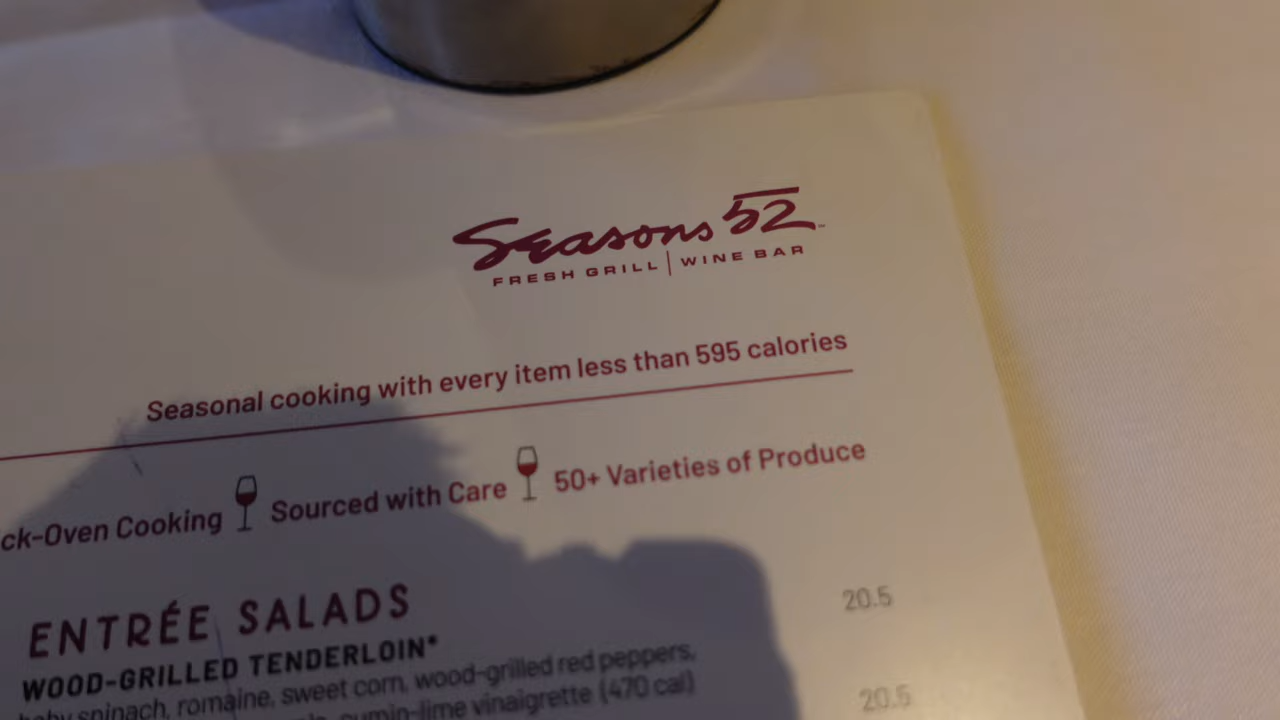 Seasons 52
FRESH GRILL | WINE BAR
Seasonal cooking with every item less than 595 calories
ck-Oven Cooking Sourced with Care 50+ Varieties of Produce
ENTRÉE SALADS
20.5
WOOD-GRILLED TENDERLOIN*
baby spinach, romaine, sweet corn, wood-grilled red peppers,
cumin-lime vinaigrette (470 cal)
20.5